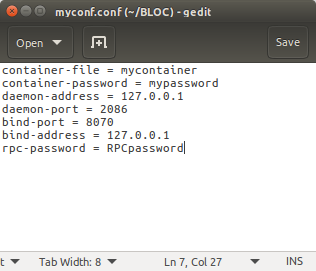 myconf.conf (~/BLOC) - gedit
Open
Save
container-file = mycontainer
container-password = mypassword
daemon-address = 127.0.0.1
daemon-port = 2086
bind-port = 8070
bind-address = 127.0.0.1
rpc-password = RPCpassword
t Tab Width: 8 Ln 7, Col 27 INS